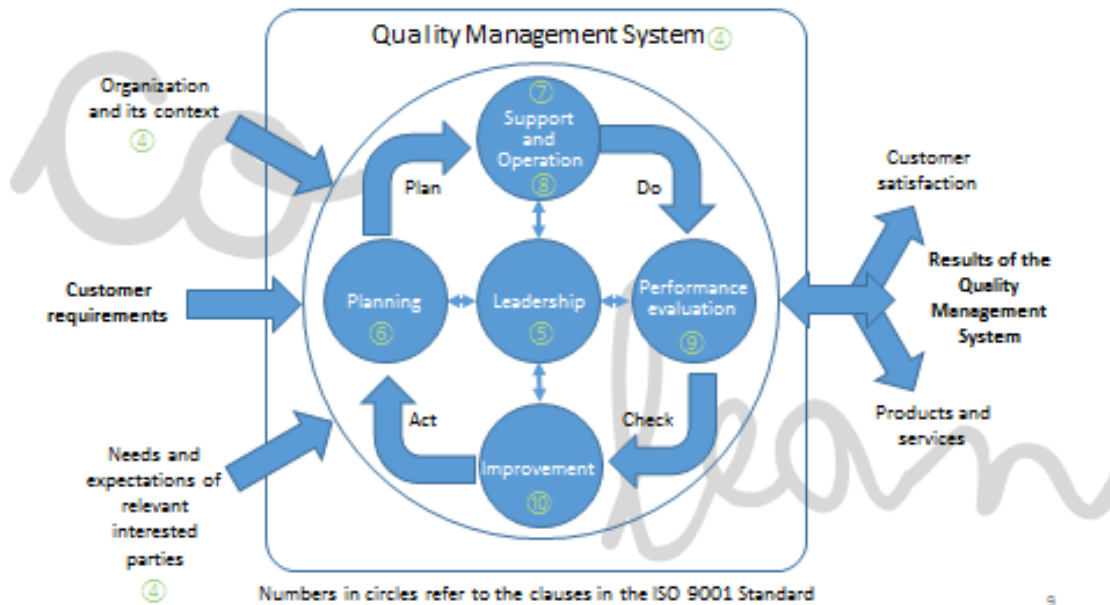 Quality Management System ④
Organization
and its context
④
Customer
requirements
Needs and
expectations of
relevant
interested
parties
④
⑦
Support
and
Operation
⑧
Plan
Do
Planning
⑥
Leadership
⑤
Performance
evaluation
⑨
Act
Check
Improvement
⑩
Customer
satisfaction
Results of the
Quality
Management
System
Products and
services
Numbers in circles refer to the clauses in the ISO 9001 Standard
9
Co
lean